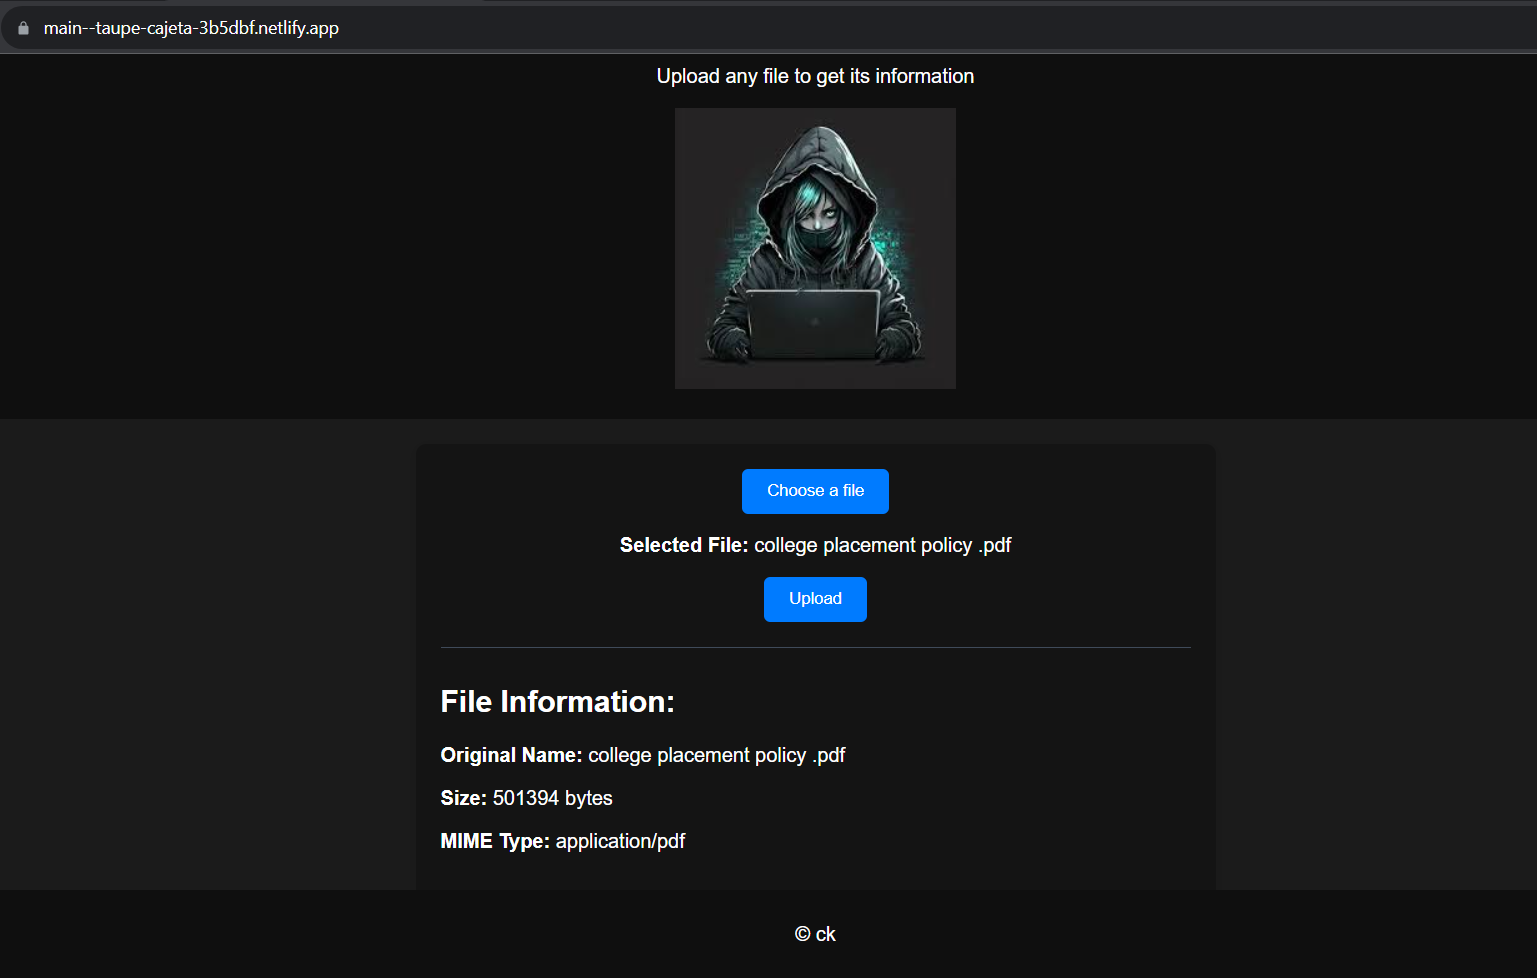 main--taupe-cajeta-3b5dbf.netlify.app
Upload any file to get its information
Choose a file
Selected File: college placement policy .pdf
Upload
File Information:
Original Name: college placement policy .pdf
Size: 501394 bytes
MIME Type: application/pdf
© ck